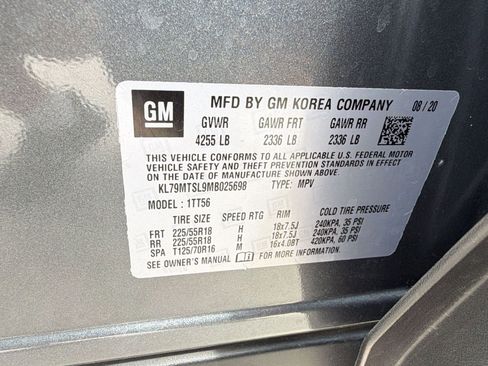 GM
MFD BY GM KOREA COMPANY 08/20
GVWR GAWR FRT GAWR RR
4255 LB 2336 LB 2336 LB
THIS VEHICLE CONFORMS TO ALL APPLICABLE U.S. FEDERAL MOTOR
VEHICLE SAFETY AND THEFT PREVENTION STANDARDS IN EFFECT ON
THE DATE OF MANUFACTURE SHOWN ABOVE.
KL79MTSL9MB025698 TYPE: MPV
MODEL : 1TT56
TIRE SIZE SPEED RTG RIM COLD TIRE PRESSURE
FRT 225/55R18 H 18x7.5J 240KPA, 35 PSI
RR 225/55R18 H 18x7.5J 240KPA, 35 PSI
SPA T125/70R16 M 16x4.0BT 420KPA, 60 PSI
SEE OWNER'S MANUAL FOR MORE INFORMATION